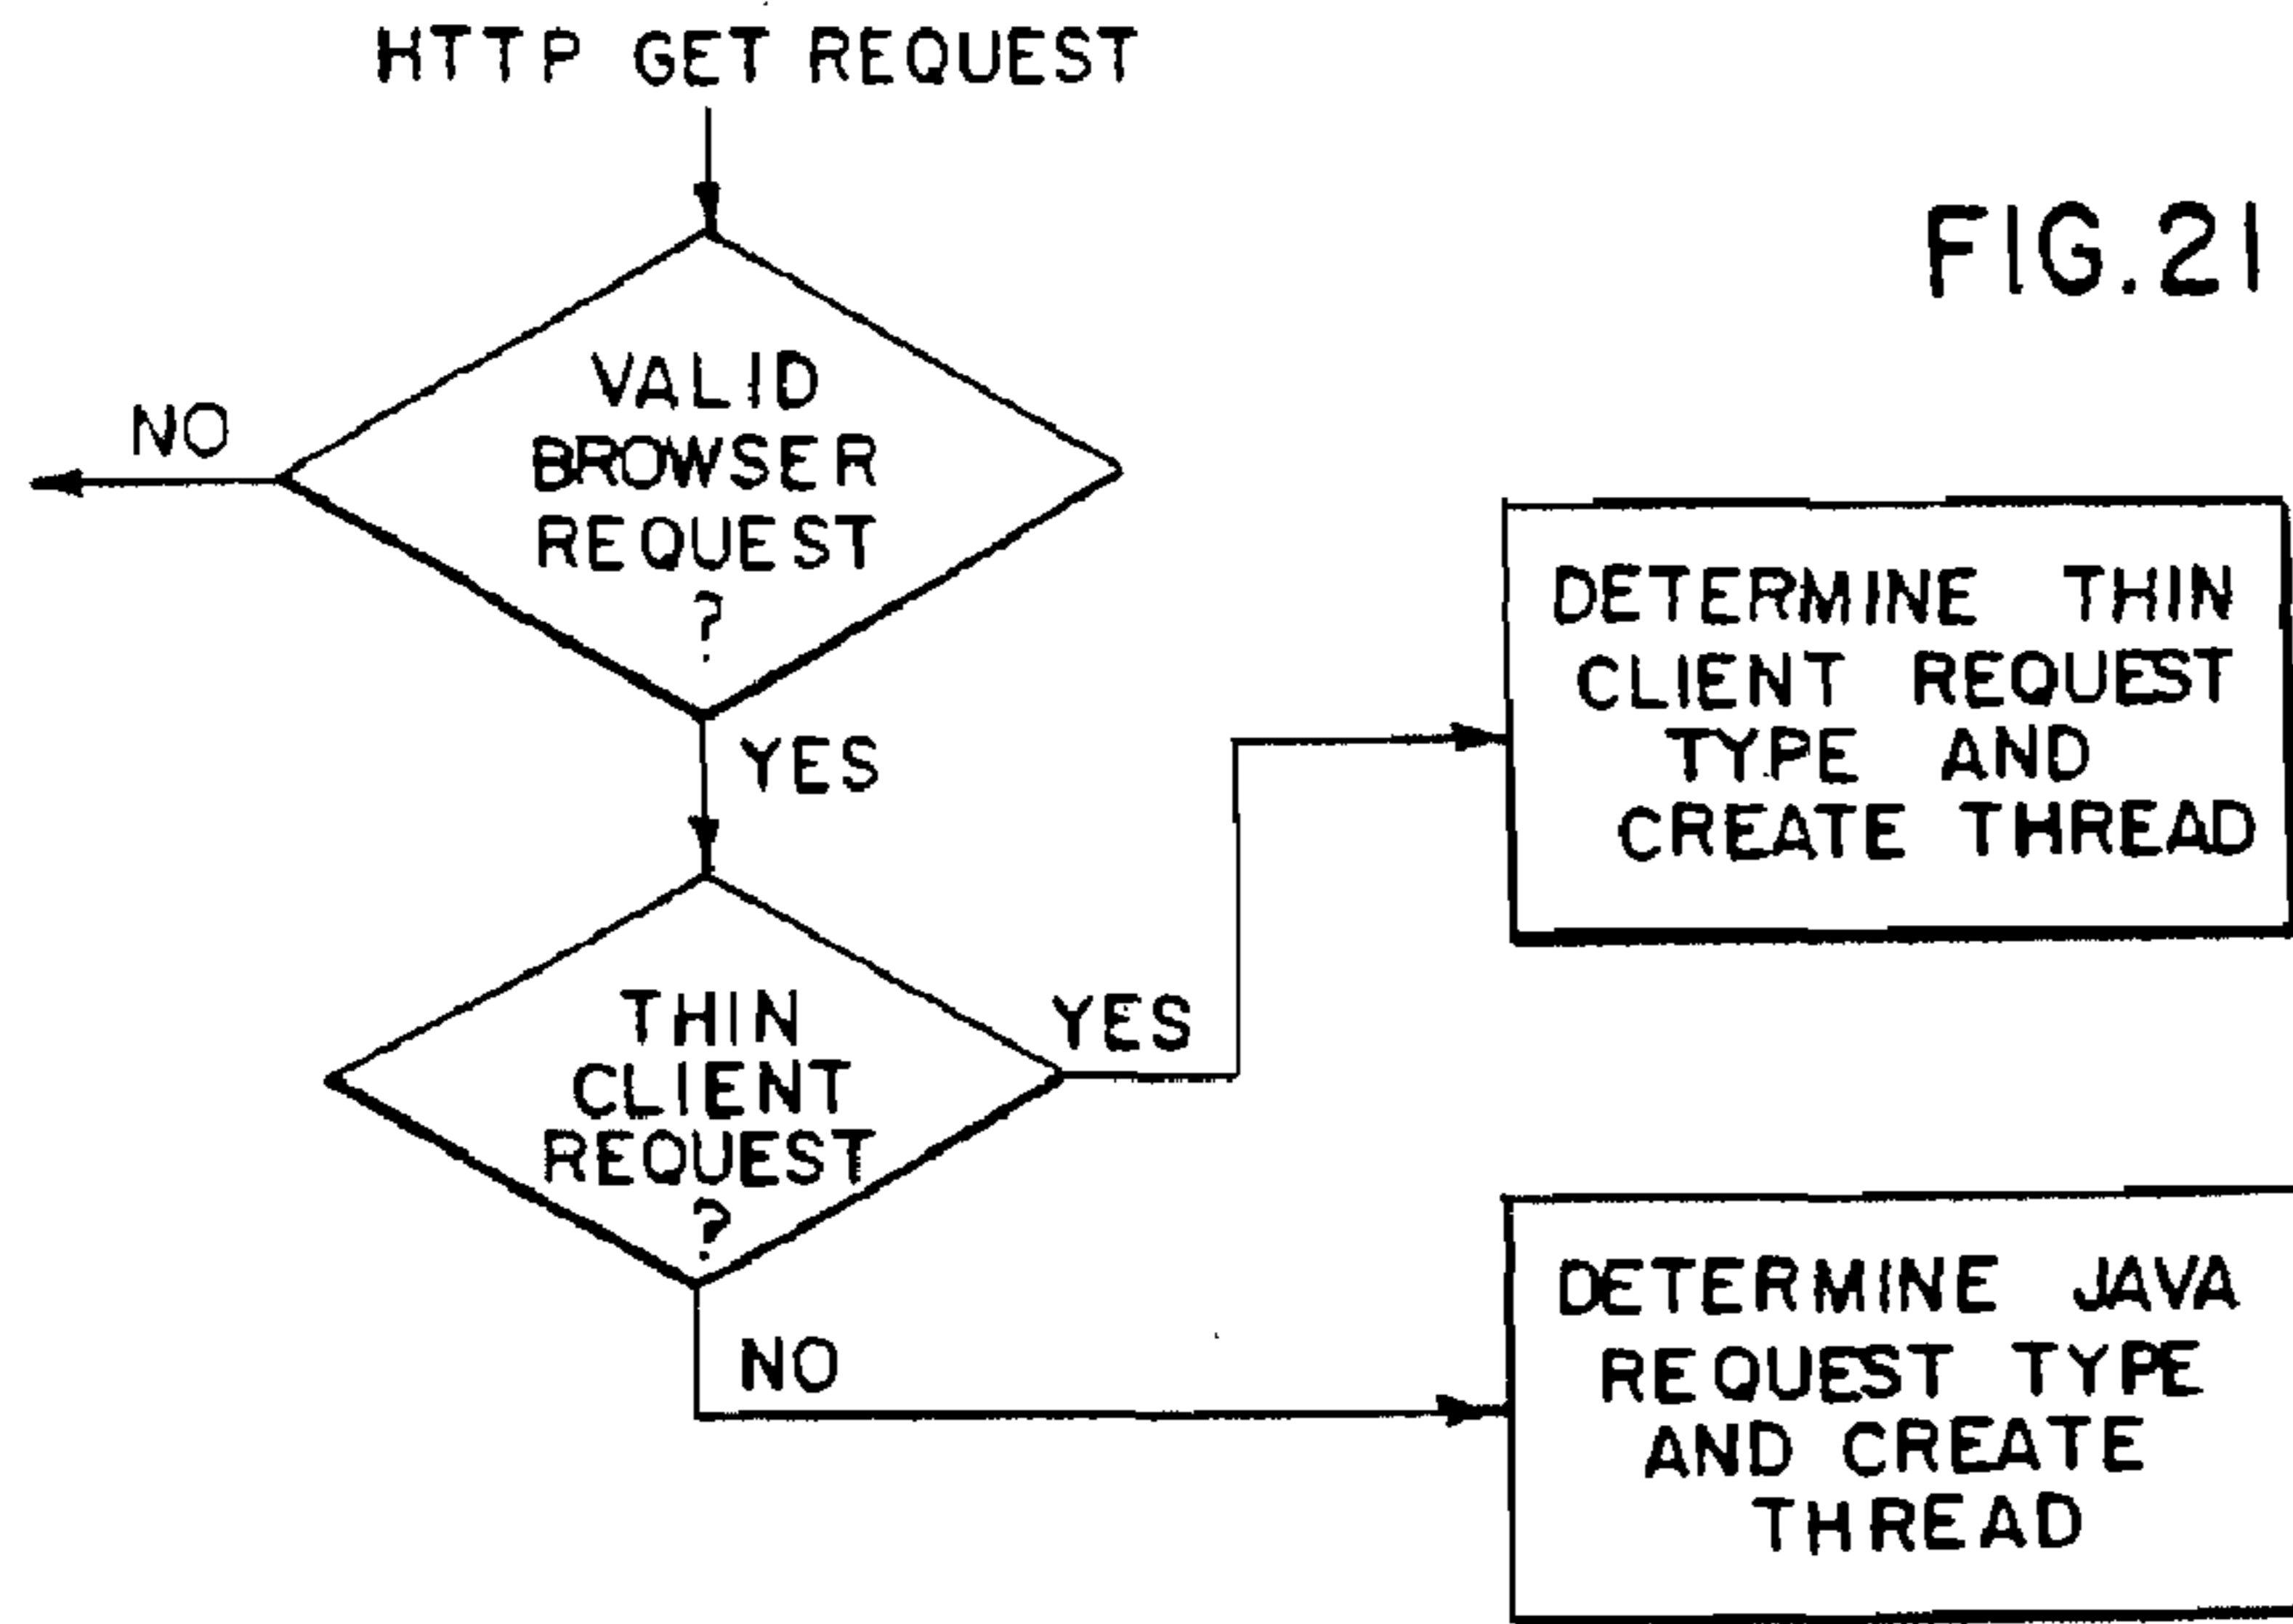 HTTP GET REQUEST
FIG.21
VALID
BROWSER
REQUEST
?
NO
YES
DETERMINE THIN
CLIENT REQUEST
TYPE AND
CREATE THREAD
THIN
CLIENT
REQUEST
?
YES
NO
DETERMINE JAVA
REQUEST TYPE
AND CREATE
THREAD